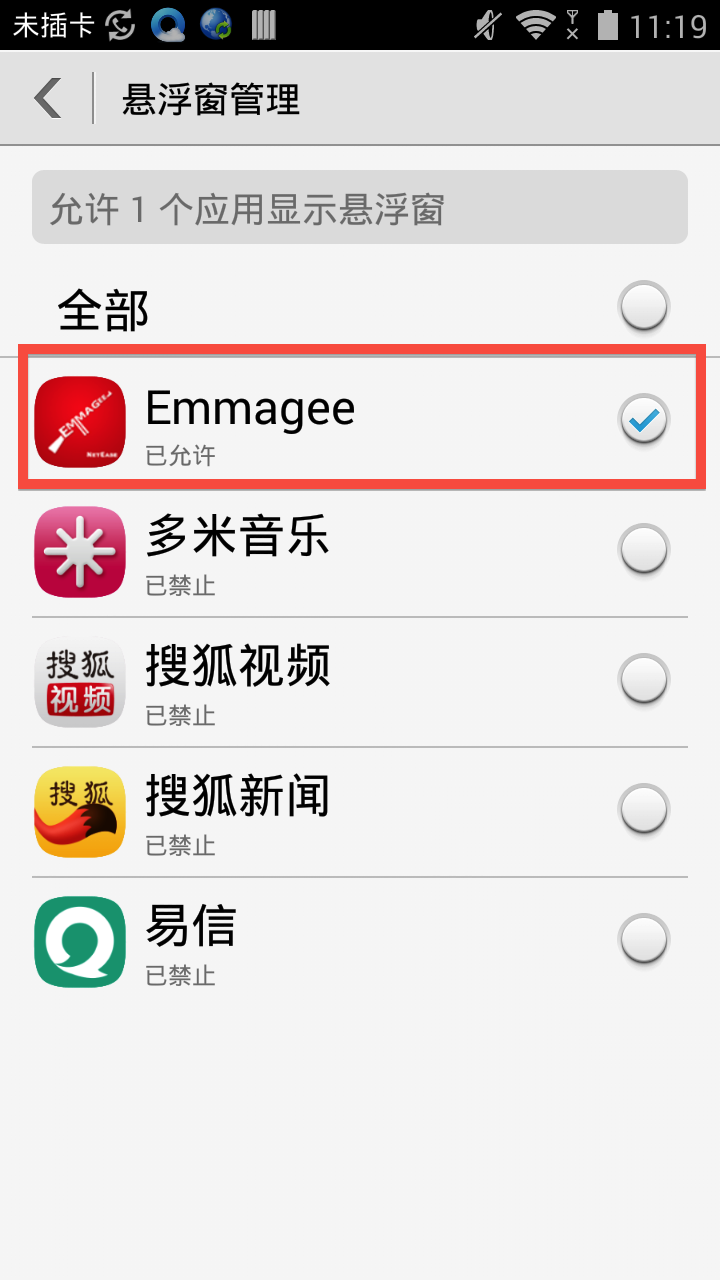 未插卡 11:19
悬浮窗管理
允许 1 个应用显示悬浮窗
全部
EMMAGEE
NETEASE
Emmagee
已允许
多米音乐
已禁止
搜狐
视频
搜狐视频
已禁止
搜狐
搜狐新闻
已禁止
易信
已禁止